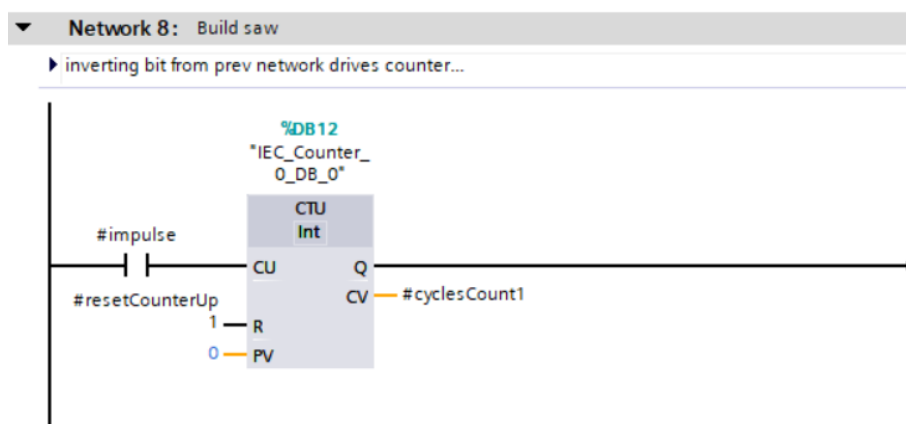 Network 8: Build saw
inverting bit from prev network drives counter...
%DB12
"IEC_Counter_
0_DB_0"
CTU
Int
#impulse
CU Q
#resetCounterUp
1
CV #cyclesCount1
R
0 PV